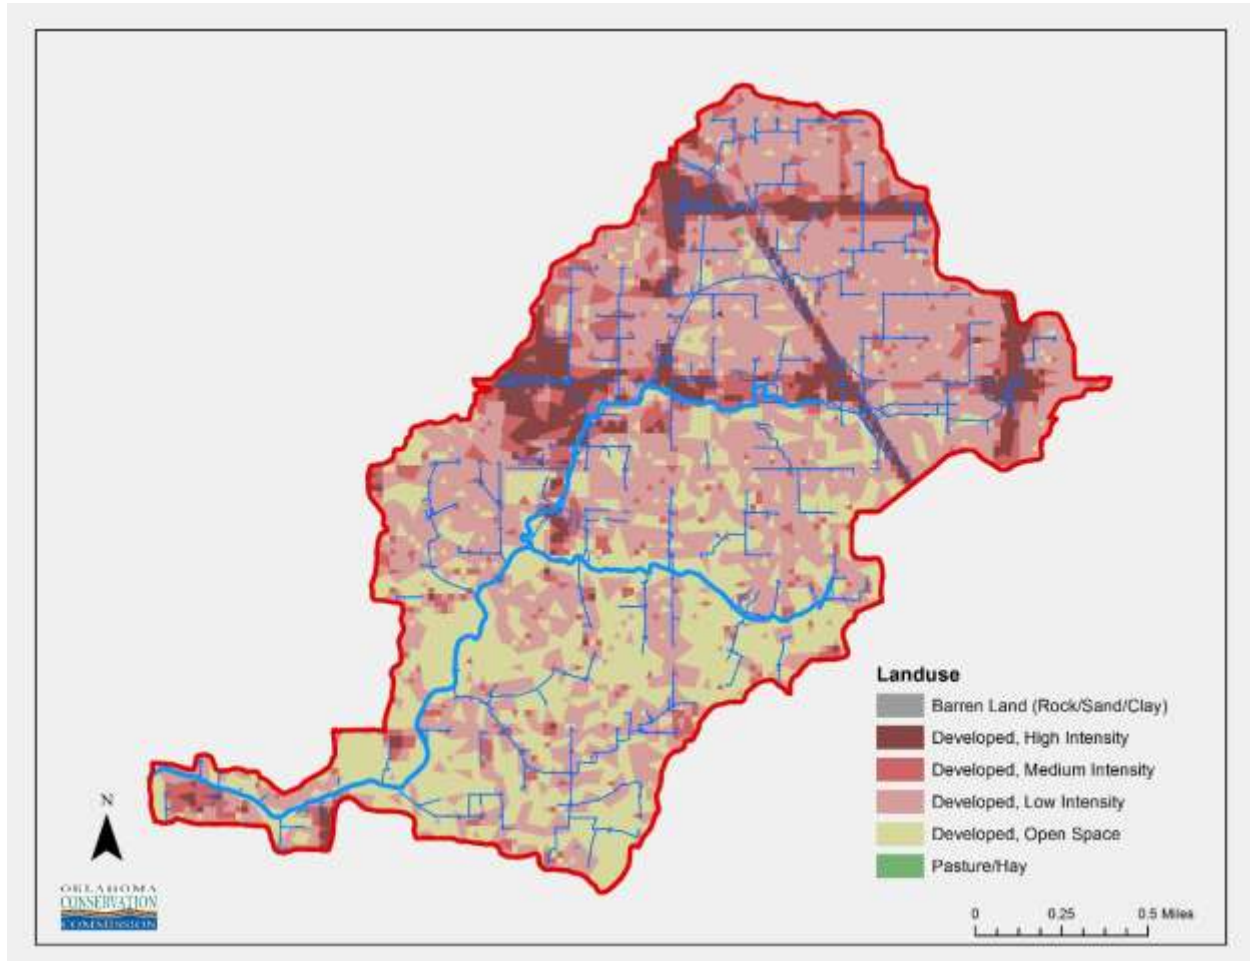 Landuse
Barren Land (Rock/Sand/Clay)
Developed, High Intensity
Developed, Medium Intensity
Developed, Low Intensity
Developed, Open Space
Pasture/Hay
N
OKLAHOMA
CONSERVATION
COMMISSION
0 0.25 0.5 Miles